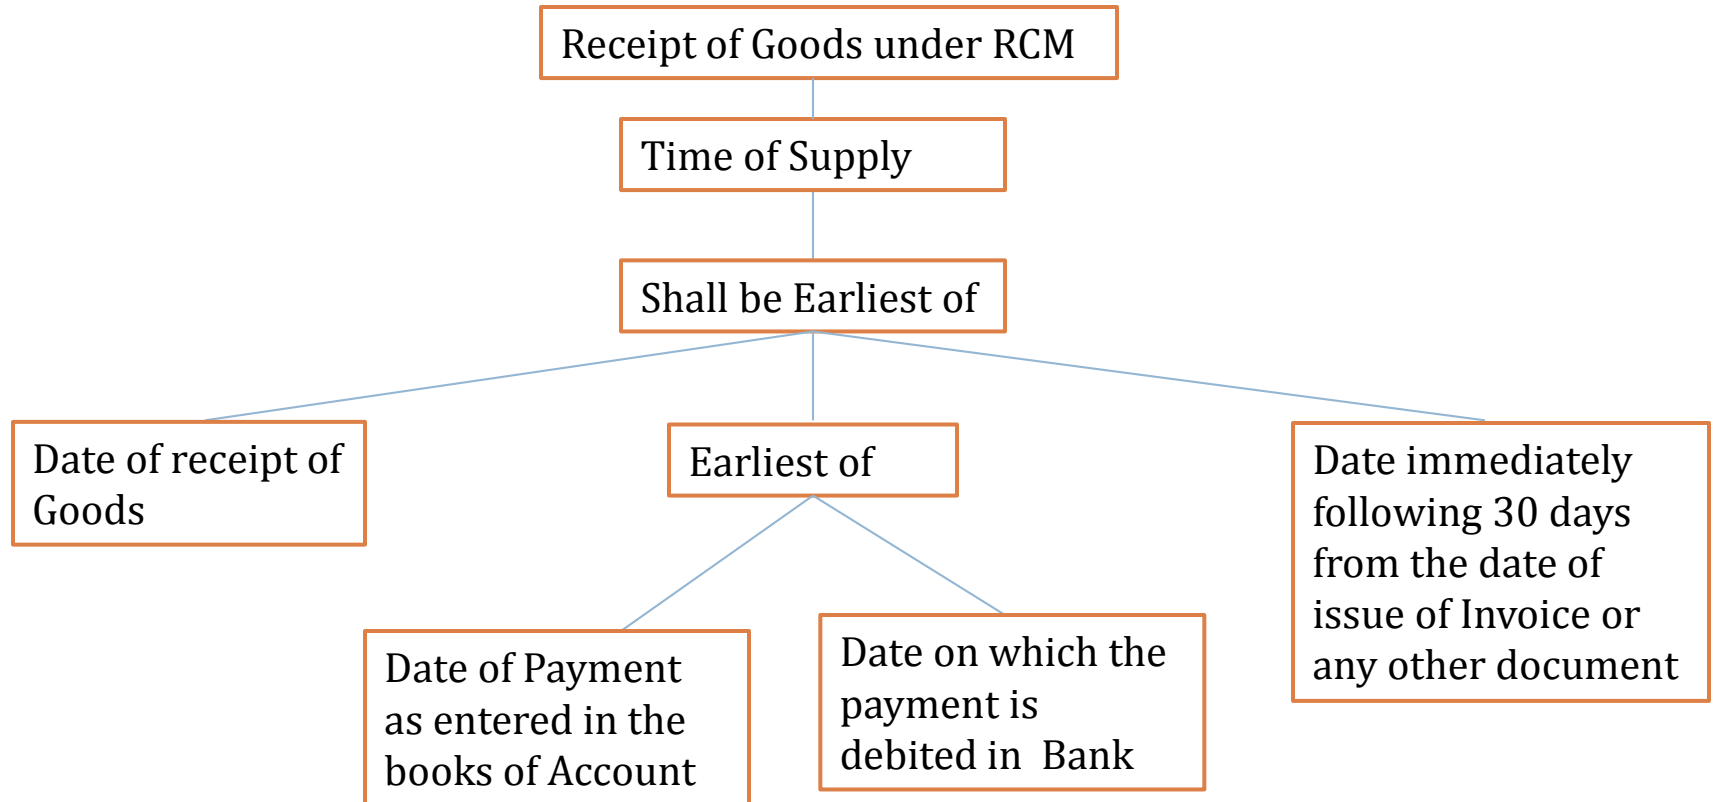 Receipt of Goods under RCM
Time of Supply
Shall be Earliest of
Date of receipt of
Goods
Earliest of
Date immediately
following 30 days
from the date of
issue of Invoice or
any other document
Date of Payment
as entered in the
books of Account
Date on which the
payment is
debited in Bank